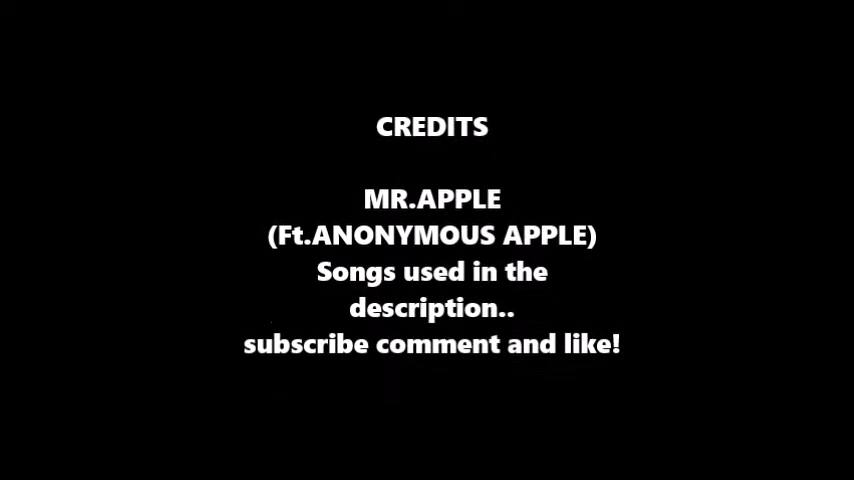 CREDITS
MR.APPLE
(Ft.ANONYMOUS APPLE)
Songs used in the
description..
subscribe comment and like!